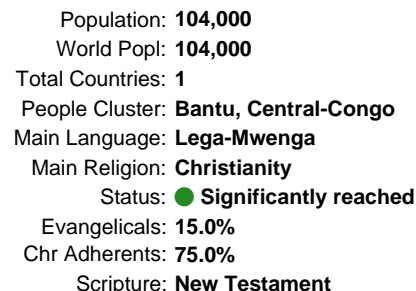 Population: 104,000
World Popl: 104,000
Total Countries: 1
People Cluster: Bantu, Central-Congo
Main Language: Lega-Mwenga
Main Religion: Christianity
Status: Significantly reached
Evangelicals: 15.0%
Chr Adherents: 75.0%
Scripture: New Testament